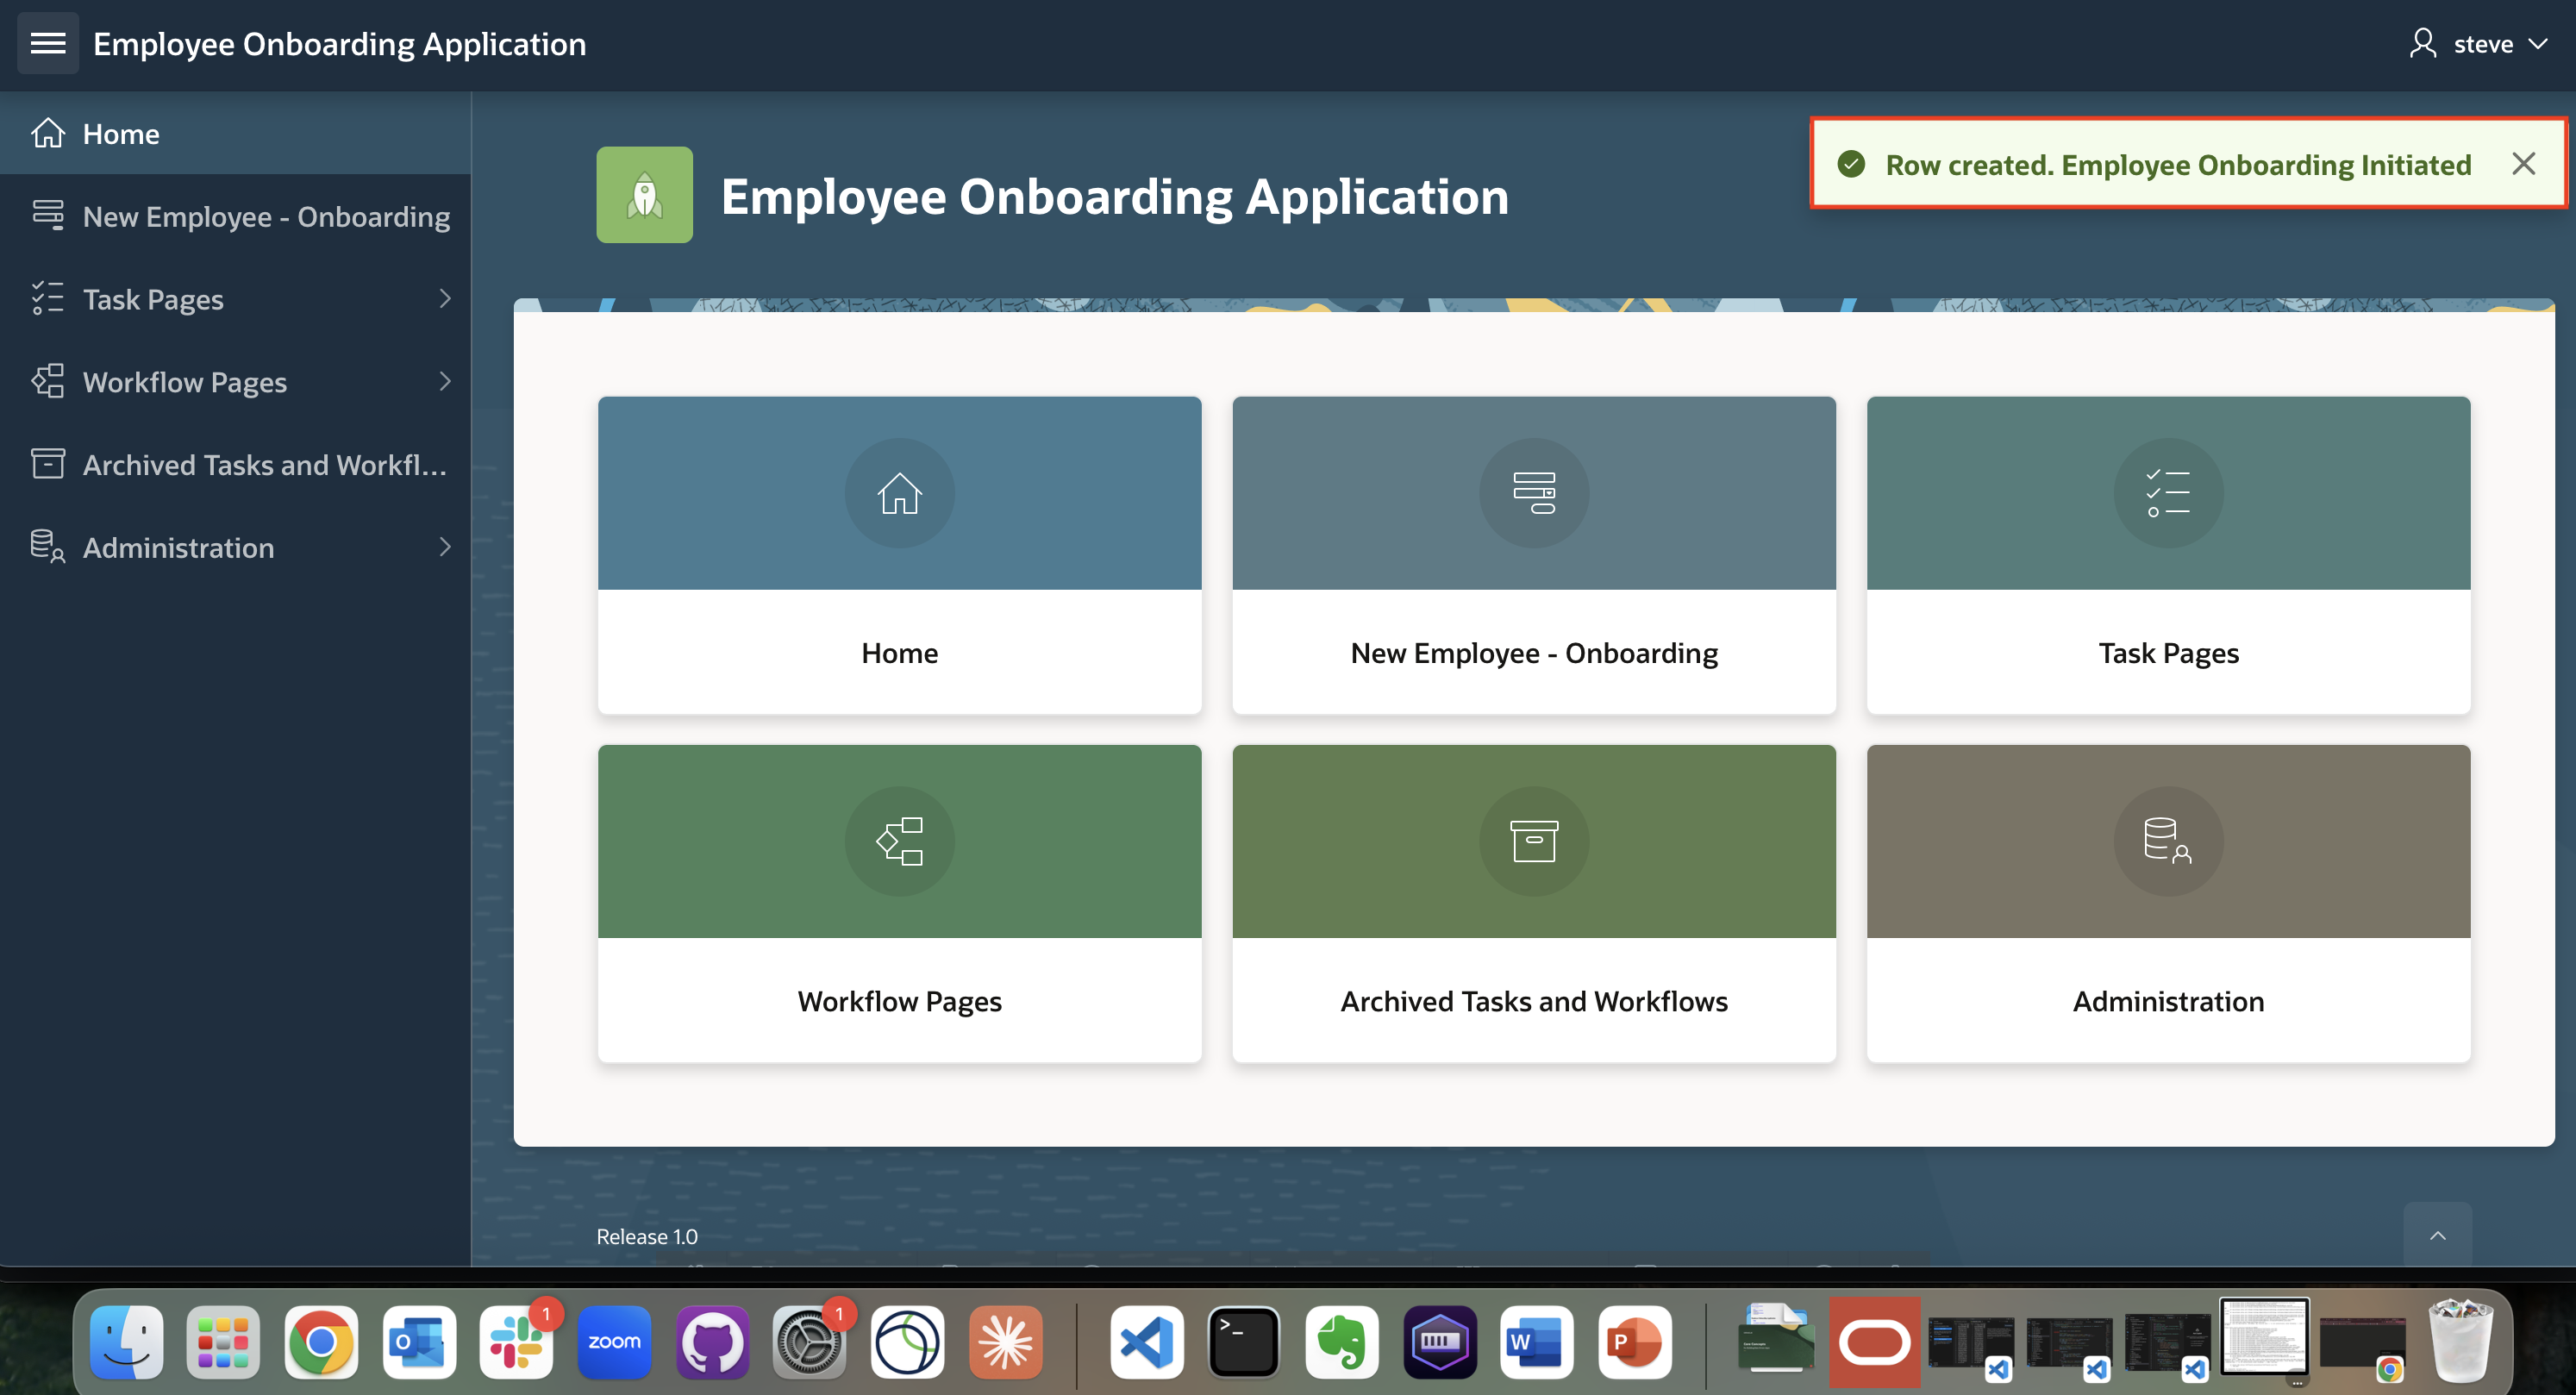 Employee Onboarding Application
steve
Home
New Employee - Onboarding
Task Pages
Workflow Pages
Archived Tasks and Workfl...
Administration
Employee Onboarding Application
Row created. Employee Onboarding Initiated
Home
New Employee - Onboarding
Task Pages
Workflow Pages
Archived Tasks and Workflows
Administration
Release 1.0
1
zoom
1
>_
W
P
O